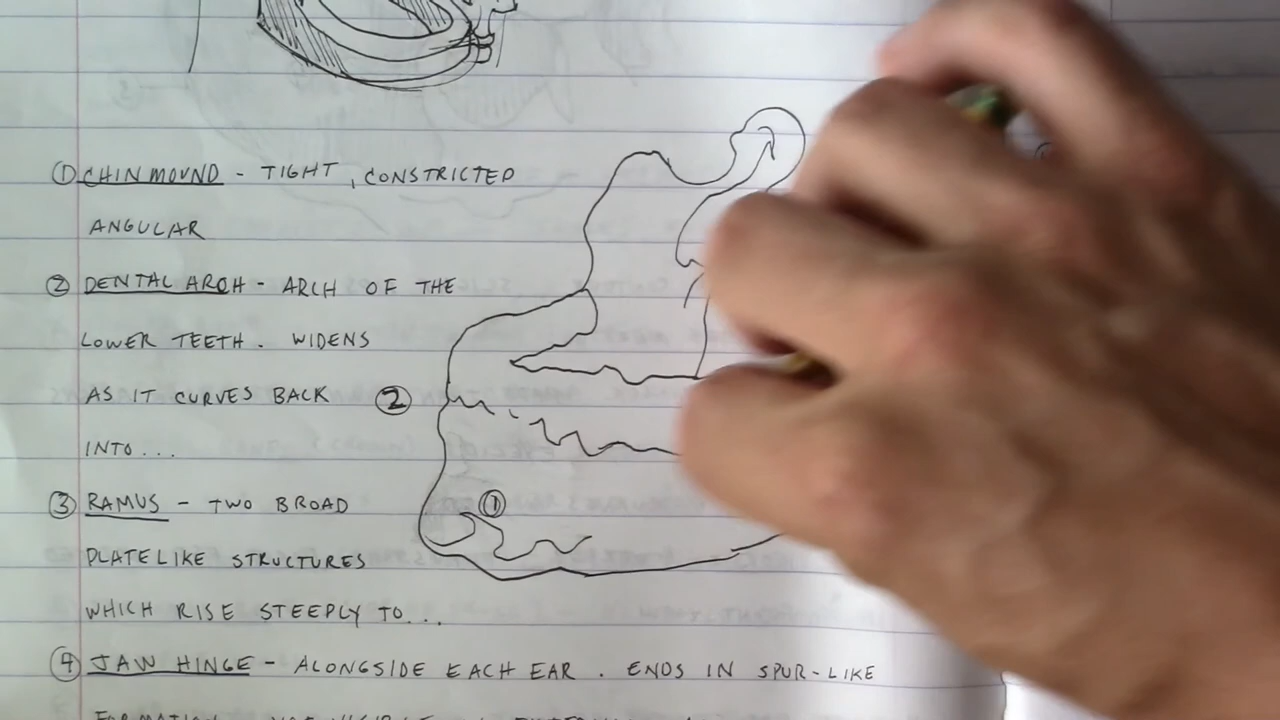 ① CHIN MOUND - TIGHT, CONSTRICTED
ANGULAR
② DENTAL ARCH - ARCH OF THE
LOWER TEETH. WIDENS
AS IT CURVES BACK
INTO...
③ RAMUS - TWO BROAD
PLATELIKE STRUCTURES
WHICH RISE STEEPLY TO...
④ JAW HINGE - ALONGSIDE EACH EAR. ENDS IN SPUR-LIKE
②
①